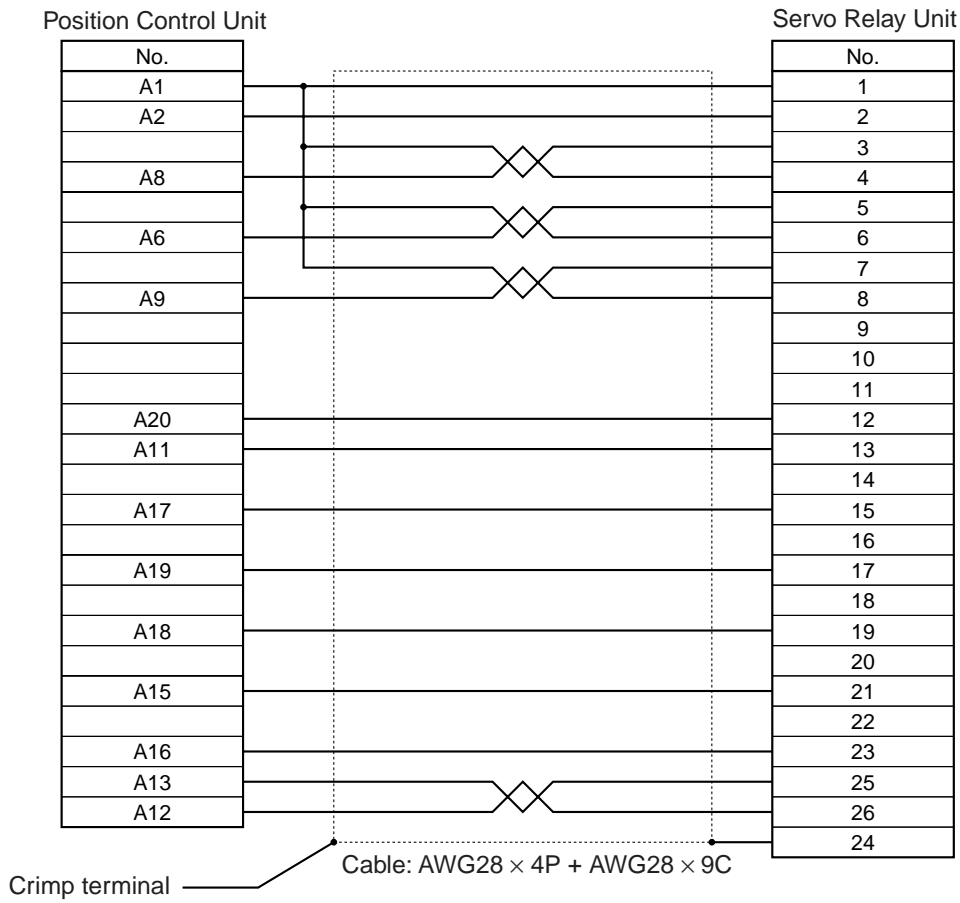 Position Control Unit
Servo Relay Unit
No.
No.
A1
1
A2
2
3
A8
4
5
A6
6
7
A9
8
9
10
11
A20
12
A11
13
14
A17
15
16
A19
17
18
A18
19
20
A15
21
22
A16
23
A13
25
A12
26
24
Cable: AWG28 × 4P + AWG28 × 9C
Crimp terminal